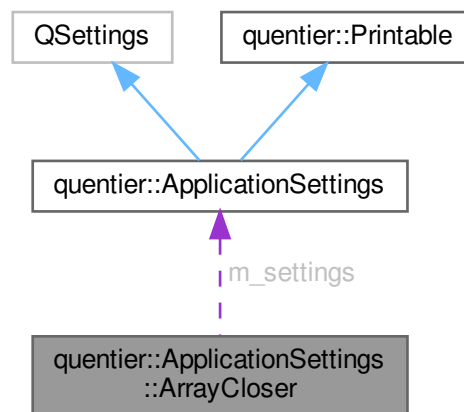 QSettings
quentier::Printable
quentier::ApplicationSettings
m_settings
quentier::ApplicationSettings
::ArrayCloser